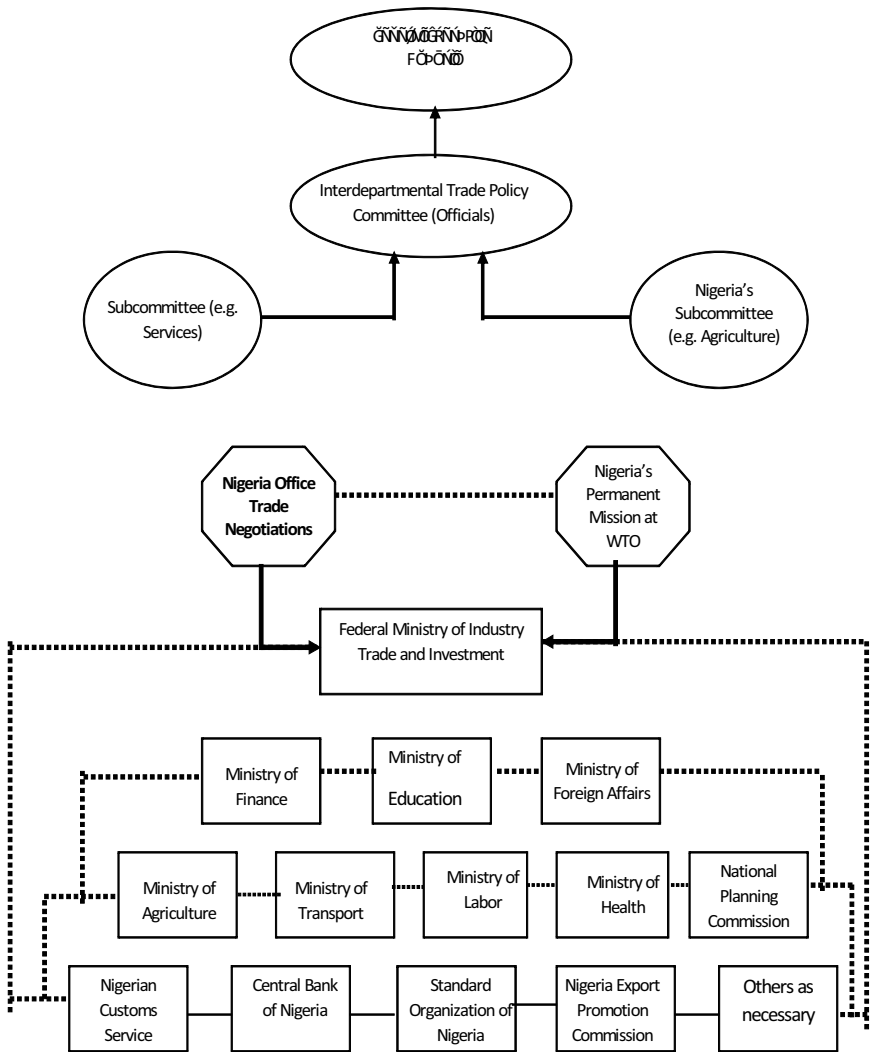 Interdepartmental Trade Policy
Committee (Officials)
Subcommittee (e.g.
Services)
Nigeria's
Subcommittee
(e.g. Agriculture)
Nigeria Office
Trade
Negotiations
Nigeria's
Permanent
Mission at
WTO
Federal Ministry of Industry
Trade and Investment
Ministry of
Finance
Ministry of
Education
Ministry of
Foreign Affairs
Ministry of
Agriculture
Ministry of
Transport
Ministry of
Labor
Ministry of
Health
National
Planning
Commission
Nigerian
Customs
Service
Central Bank
of Nigeria
Standard
Organization of
Nigeria
Nigeria Export
Promotion
Commission
Others as
necessary